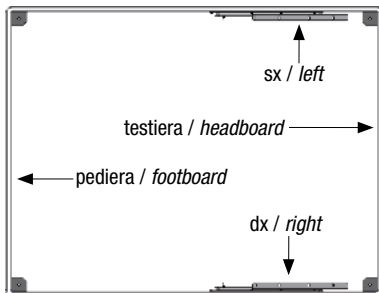 sx / left
testiera / headboard
pediera / footboard
dx / right